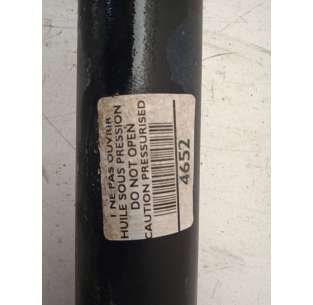 ! NE PAS OUVRIR
HUILE SOUS PRESSION
DO NOT OPEN
CAUTION PRESSURISED
4652